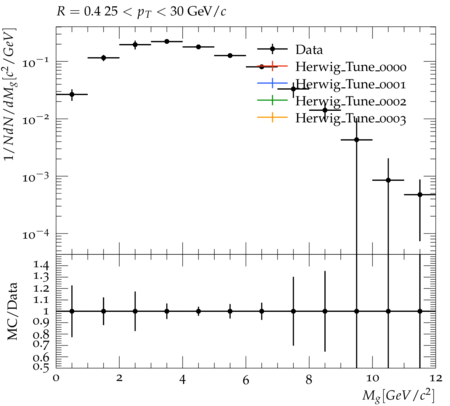 R = 0.4 25 < p_T < 30 GeV/c
1/NdN/dM_g[c²/GeV]
10⁻¹
10⁻²
10⁻³
10⁻⁴
Data
Herwig_Tune_0000
Herwig_Tune_0001
Herwig_Tune_0002
Herwig_Tune_0003
MC/Data
1.4
1.3
1.2
1.1
1
0.9
0.8
0.7
0.6
0.5
0 2 4 6 8 10 12
M_g[GeV/c²]